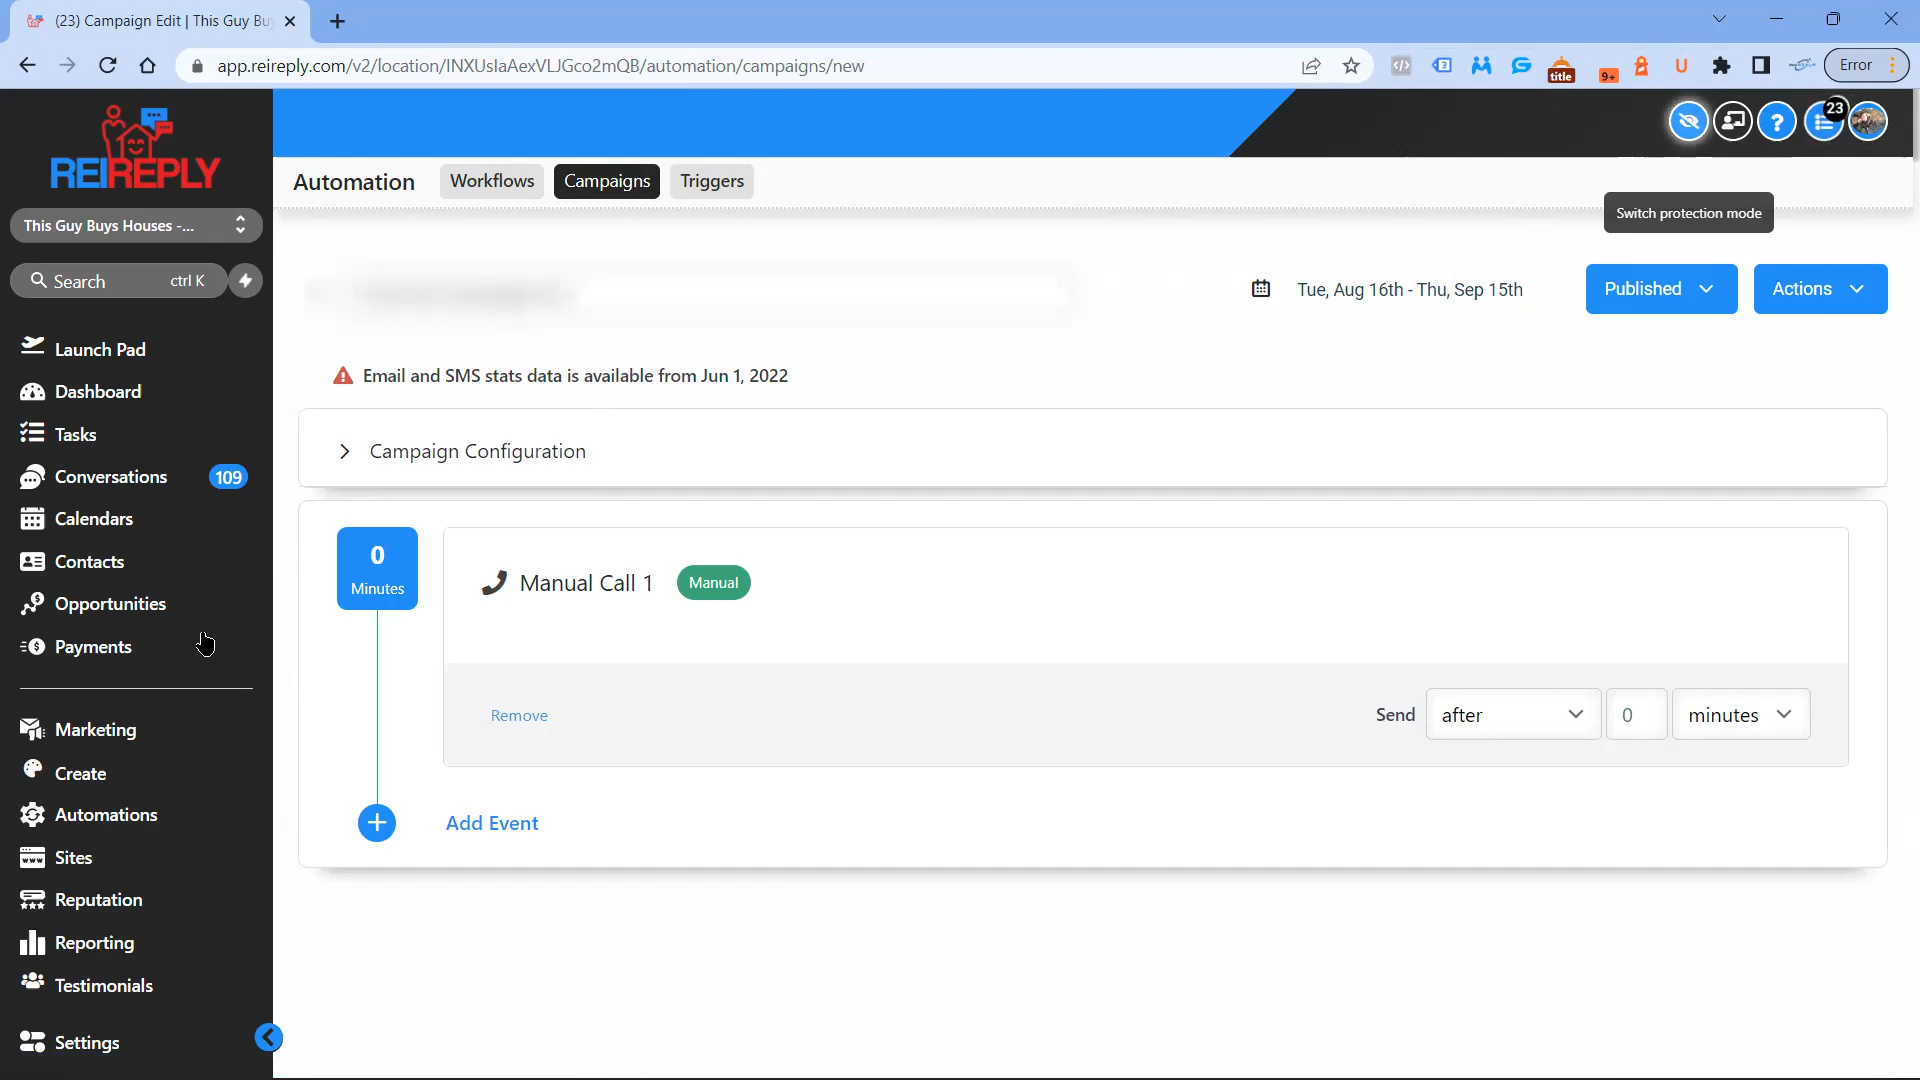 (23) Campaign Edit | This Guy Bu
app.reireply.com/v2/location/INXUslaAexVLJGco2mQB/automation/campaigns/new
title
9+
Error
REIREPLY
23
Automation
Workflows
Campaigns
Triggers
Switch protection mode
This Guy Buys Houses -...
Search
ctrl K
Tue, Aug 16th - Thu, Sep 15th
Published
Actions
Launch Pad
Dashboard
Tasks
Conversations
109
Calendars
Contacts
Opportunities
Payments
Marketing
Create
Automations
Sites
Reputation
Reporting
Testimonials
Settings
Email and SMS stats data is available from Jun 1, 2022
Campaign Configuration
0
Minutes
Manual Call 1
Manual
Remove
Send
after
0
minutes
Add Event